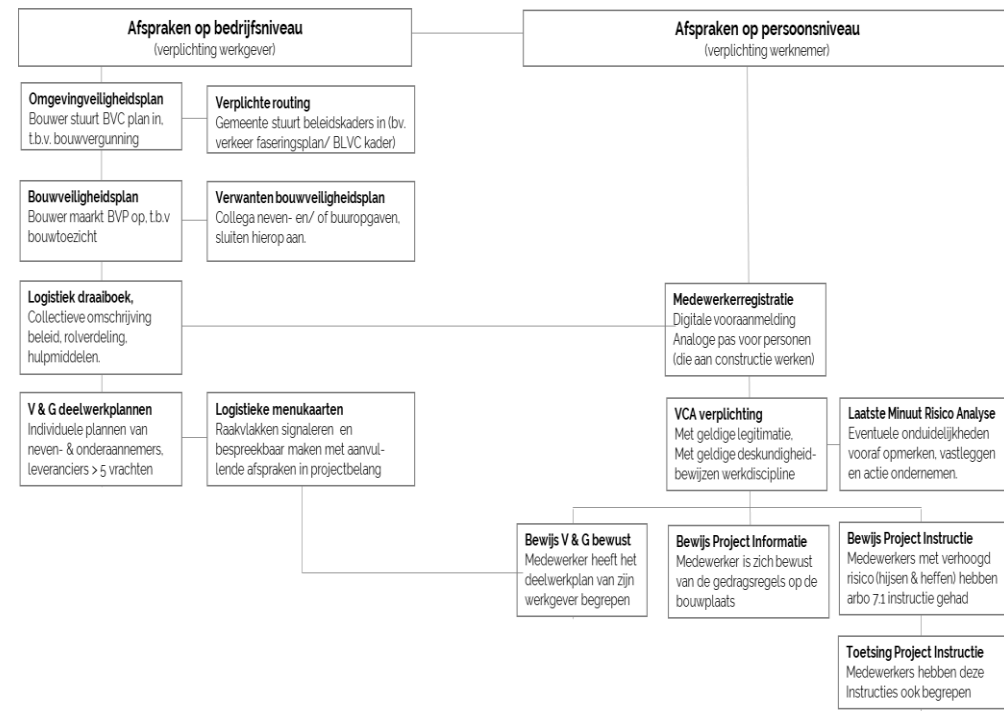 Afspraken op bedrijfsniveau
(verplichting werkgever)
Afspraken op persoonsniveau
(verplichting werknemer)
Omgevingveiligheidsplan
Bouwer stuurt BVC plan in,
t.b.v. bouwvergunning
Verplichte routing
Gemeente stuurt beleidskaders in (bv.
verkeer faseringsplan/ BLVC kader)
Bouwveiligheidsplan
Bouwer maarkt BVP op, t.b.v
bouwtoezicht
Verwanten bouwveiligheidsplan
Collega neven- en/ of buuropgaven,
sluiten hierop aan.
Logistiek draaiboek,
Collectieve omschrijving
beleid, rolverdeling,
hulpmiddelen.
Medewerkerregistratie
Digitale vooraanmelding
Analoge pas voor personen
(die aan constructie werken)
V & G deelwerkplannen
Individuele plannen van
neven- & onderaannemers,
leveranciers > 5 vrachten
Logistieke menukaarten
Raakvlakken signaleren en
bespreekbaar maken met aanvul-
lende afspraken in projectbelang
VCA verplichting
Met geldige legitimatie,
Met geldige deskundigheid-
bewijzen werkdiscipline
Laatste Minuut Risico Analyse
Eventuele onduidelijkheden
vooraf opmerken, vastleggen
en actie ondernemen.
Bewijs V & G bewust
Medewerker heeft het
deelwerkplan van zijn
werkgever begrepen
Bewijs Project Informatie
Medewerker is zich bewust
van de gedragsregels op de
bouwplaats
Bewijs Project Instructie
Medewerkers met verhoogd
risico (hijsen & heffen) hebben
arbo 7.1 instructie gehad
Toetsing Project Instructie
Medewerkers hebben deze
Instructies ook begrepen